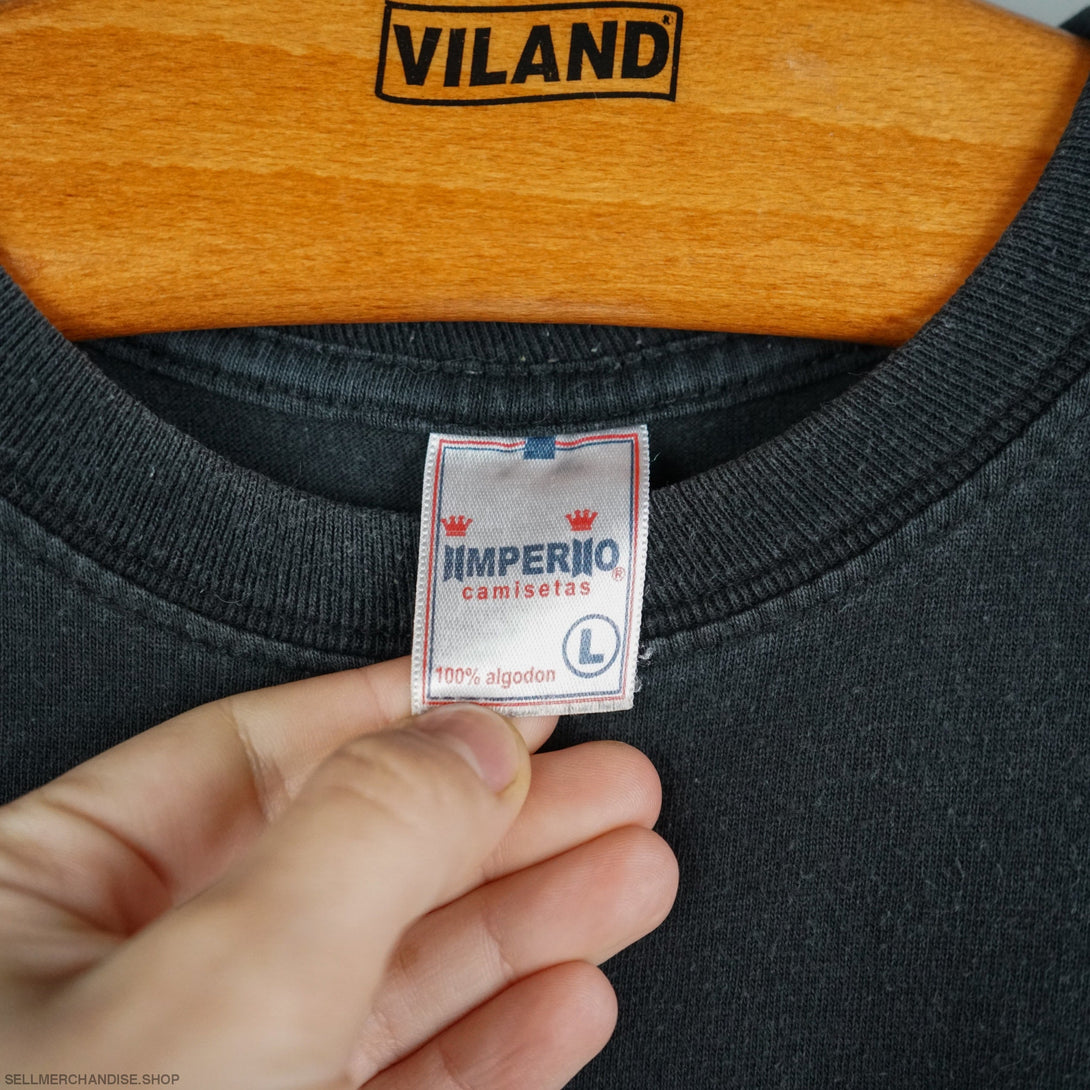 VILAND®
IMPERIO®
camisetas
L
100% algodon
SELLMERCHANDISE.SHOP